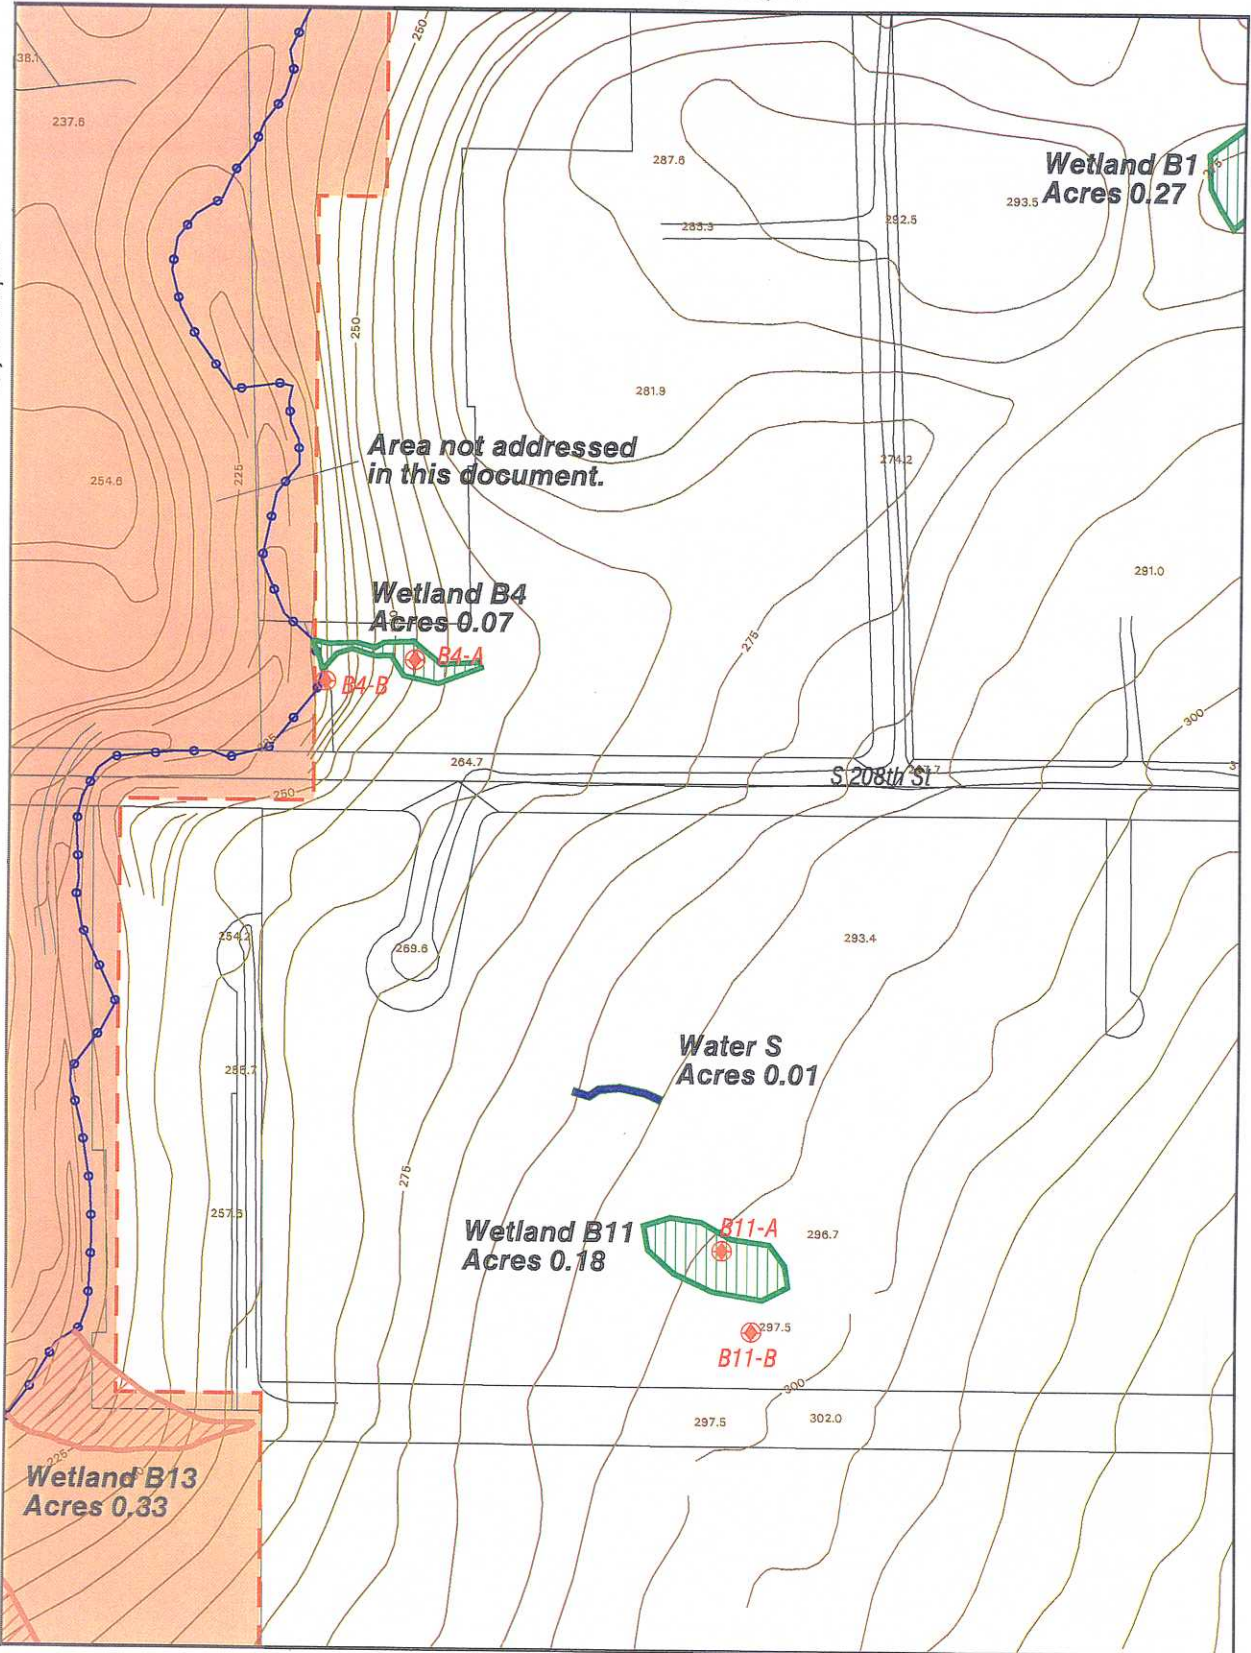 250
38.1
237.6
287.6
Wetland B1
Acres 0.27
293.5
292.5
285.3
250
281.9
Area not addressed
in this document.
274.2
254.6
225
291.0
Wetland B4
Acres 0.07
B4-A
B4-B
275
300
264.7
S 208th St
250
254.2
269.6
293.4
Water S
Acres 0.01
275
257.5
Wetland B11
Acres 0.18
B11-A
296.7
297.5
B11-B
300
297.5
302.0
225
Wetland B13
Acres 0.33